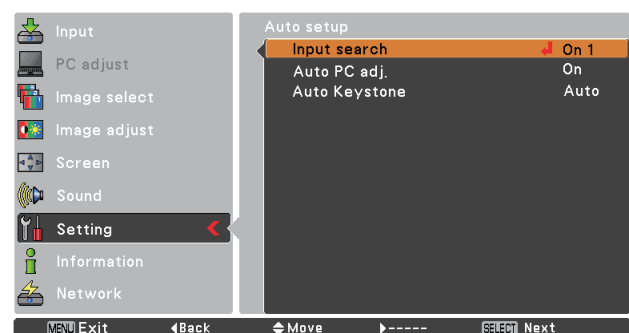 Input
PC adjust
Image select
Image adjust
Screen
Sound
Setting
Information
Network
Auto setup
Input search On 1
Auto PC adj. On
Auto Keystone Auto
MENU Exit Back Move ----- SELECT Next